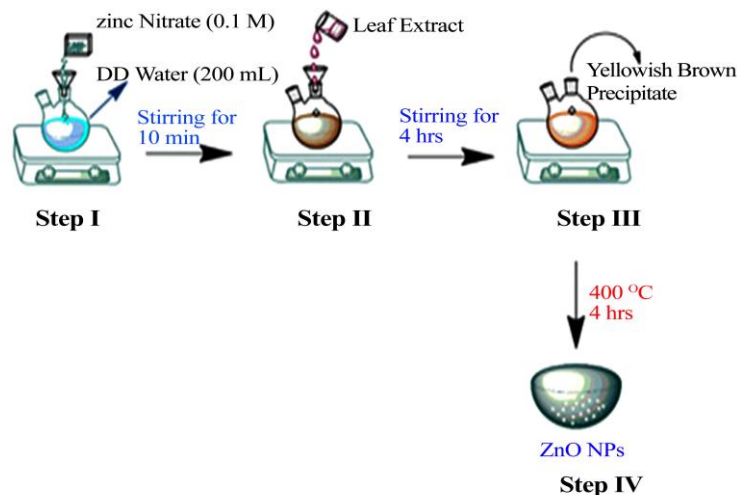 zinc Nitrate (0.1 M)
DD Water (200 mL)
Stirring for
10 min
Step I
Leaf Extract
Stirring for
4 hrs
Step II
Yellowish Brown
Precipitate
Step III
400 ᴼC
4 hrs
ZnO NPs
Step IV